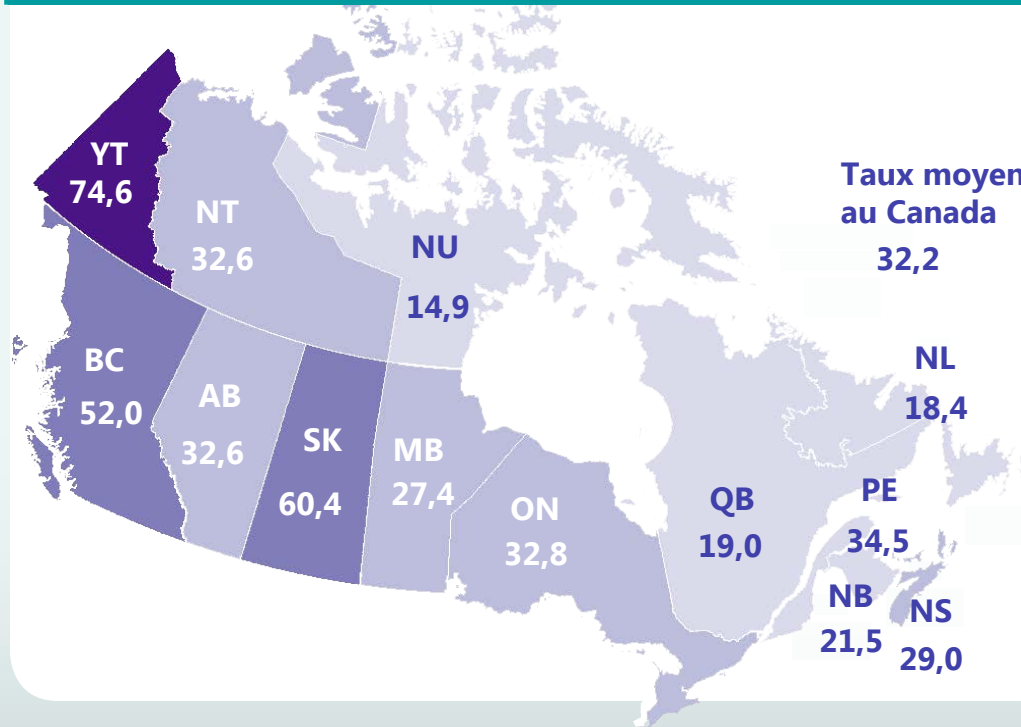 YT
74,6
NT
32,6
NU
14,9
Taux moyen
au Canada
32,2
BC
52,0
AB
32,6
SK
60,4
MB
27,4
ON
32,8
QB
19,0
NL
18,4
PE
34,5
NB
21,5
NS
29,0